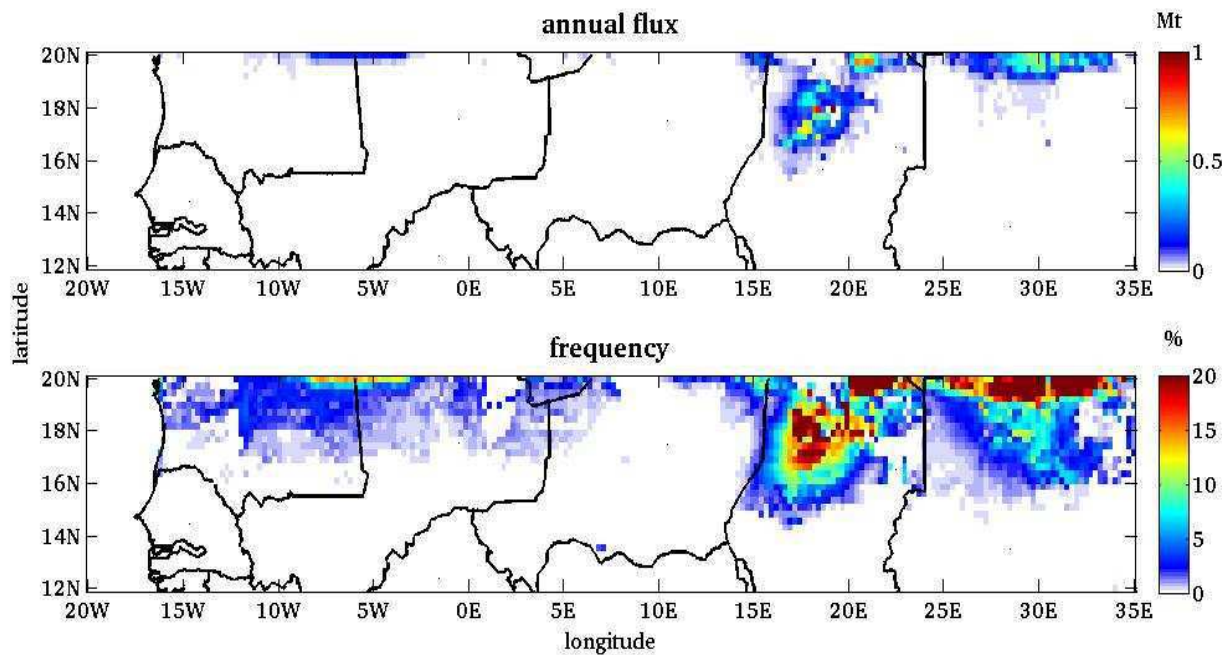 annual flux
Mt
20N
18N
16N
14N
12N
20W 15W 10W 5W 0E 5E 10E 15E 20E 25E 30E 35E
1
0.5
0
latitude
frequency
%
20N
18N
16N
14N
12N
20W 15W 10W 5W 0E 5E 10E 15E 20E 25E 30E 35E
20
15
10
5
0
longitude